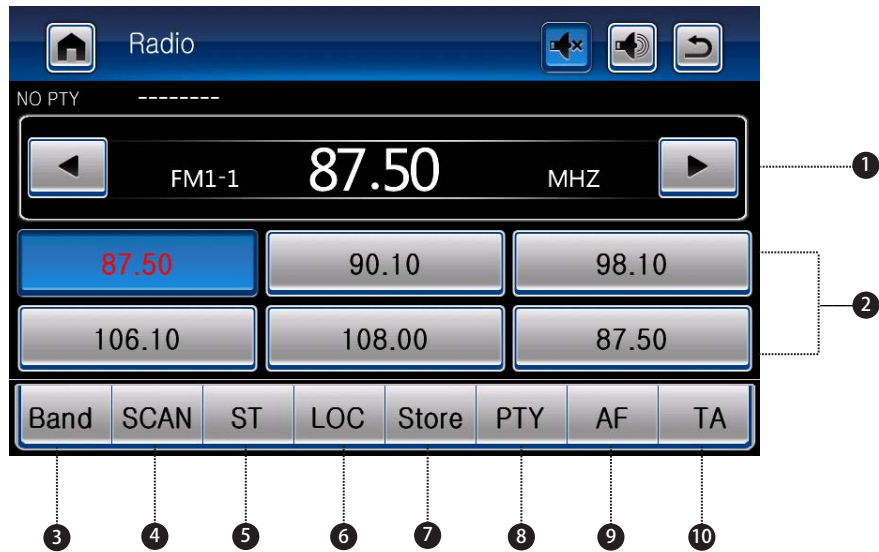 Radio
NO PTY --------
FM1-1 87.50 MHZ
1
87.50 90.10 98.10
2
106.10 108.00 87.50
Band SCAN ST LOC Store PTY AF TA
3 4 5 6 7 8 9 10